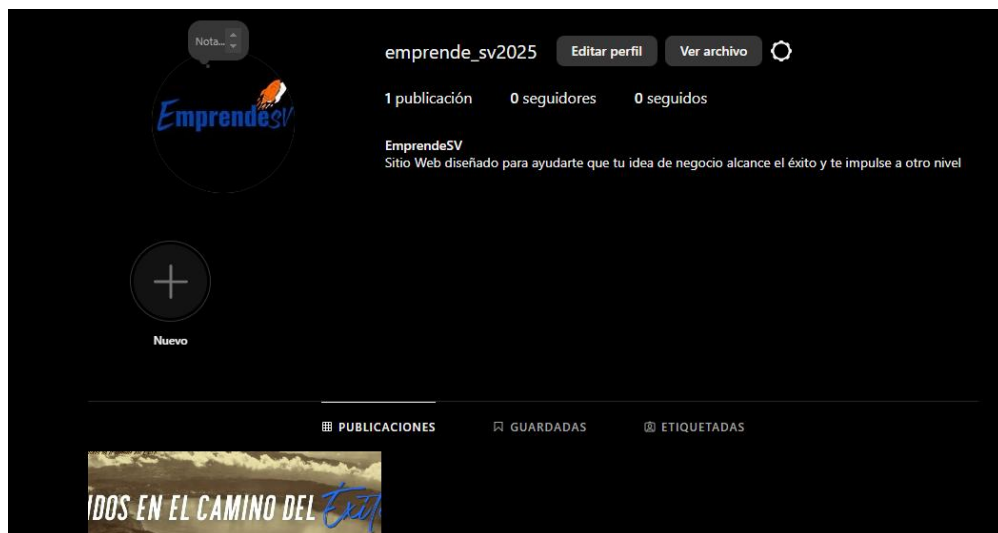 Nota...
emprende_sv2025 Editar perfil Ver archivo
EmprendeSV
1 publicación 0 seguidores 0 seguidos
EmprendeSV
Sitio Web diseñado para ayudarte que tu idea de negocio alcance el éxito y te impulse a otro nivel
Nuevo
PUBLICACIONES GUARDADAS ETIQUETADAS
IDOS EN EL CAMINO DEL Éxit